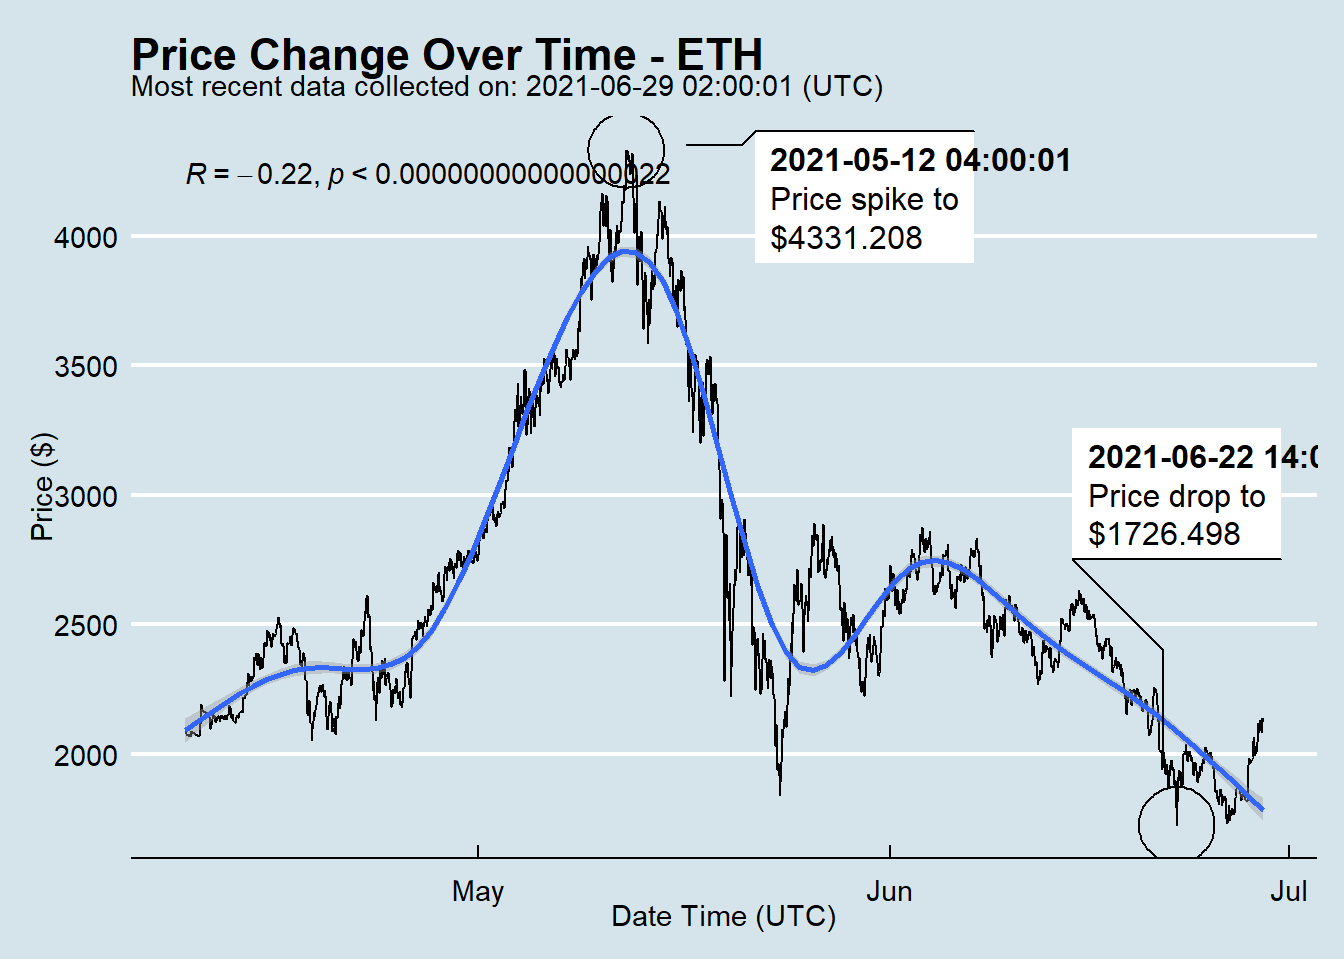 Price Change Over Time - ETH
Most recent data collected on: 2021-06-29 02:00:01 (UTC)
R = −0.22, p < 0.00000000000000022
2021-05-12 04:00:01
Price spike to
$4331.208
2021-06-22 14:0
Price drop to
$1726.498
Price ($)
4000
3500
3000
2500
2000
May
Jun
Jul
Date Time (UTC)